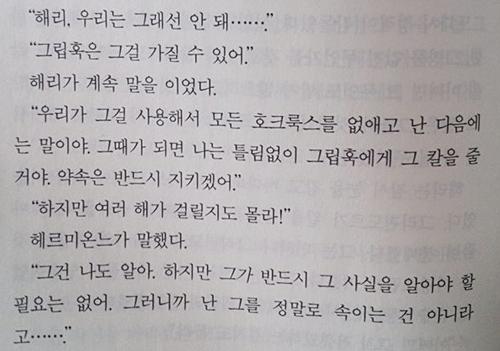 “해리, 우리는 그래선 안 돼…….”
“그립훅은 그걸 가질 수 있어.”
해리가 계속 말을 이었다.
“우리가 그걸 사용해서 모든 호크룩스를 없애고 난 다음에
는 말이야. 그때가 되면 나는 틀림없이 그립훅에게 그 칼을 줄
거야. 약속은 반드시 지키겠어.”
“하지만 여러 해가 걸릴지도 몰라!”
헤르미온느가 말했다.
“그건 나도 알아. 하지만 그가 반드시 그 사실을 알아야 할
필요는 없어. 그러니까 난 그를 정말로 속이는 건 아니라
고…….”